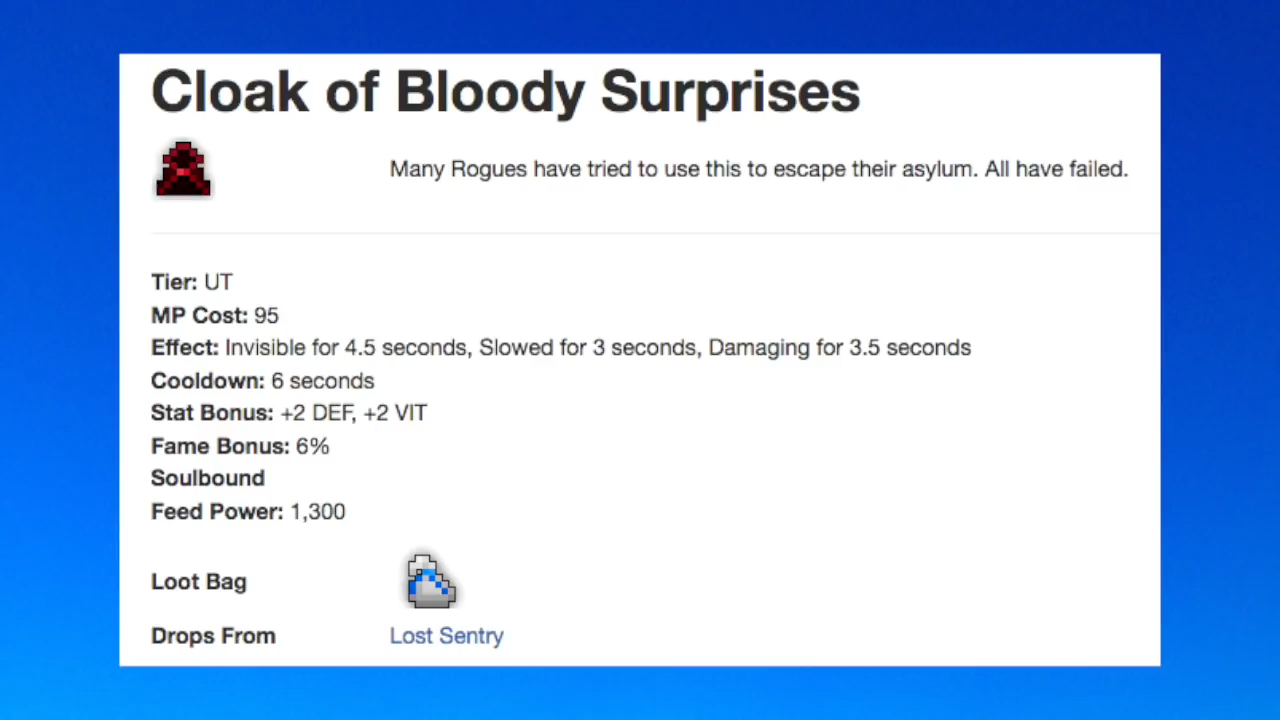 Cloak of Bloody Surprises
Many Rogues have tried to use this to escape their asylum. All have failed.
Tier: UT
MP Cost: 95
Effect: Invisible for 4.5 seconds, Slowed for 3 seconds, Damaging for 3.5 seconds
Cooldown: 6 seconds
Stat Bonus: +2 DEF, +2 VIT
Fame Bonus: 6%
Soulbound
Feed Power: 1,300
Loot Bag
Drops From Lost Sentry